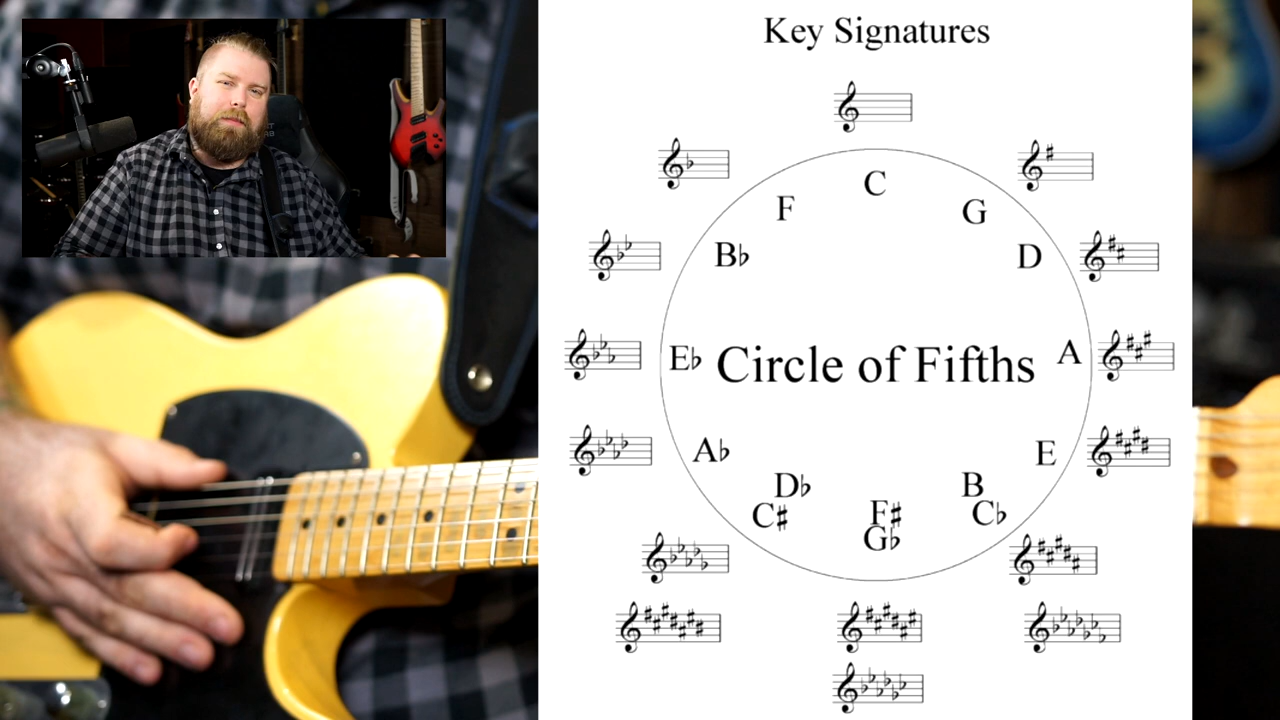 Key Signatures
C
F
G
B♭
D
E♭
Circle of Fifths
A
A♭
E
D♭
B
C♯
F♯
C♭
G♭